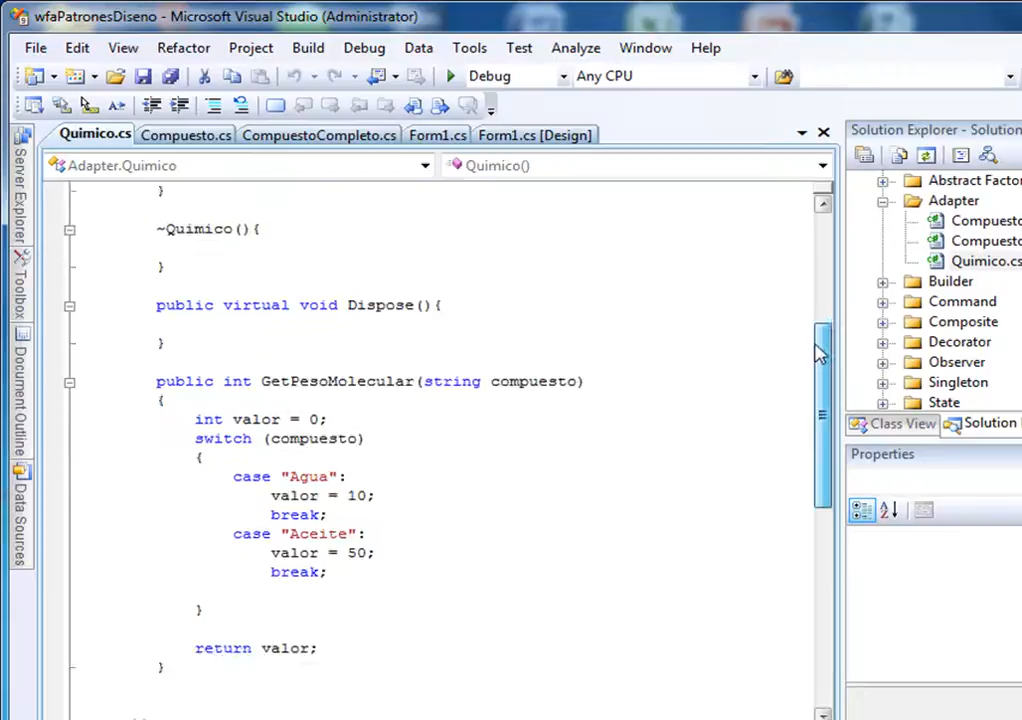 wfaPatronesDiseno - Microsoft Visual Studio (Administrator)
File Edit View Refactor Project Build Debug Data Tools Test Analyze Window Help
Debug Any CPU
Quimico.cs Compuesto.cs CompuestoCompleto.cs Form1.cs Form1.cs [Design]
Adapter.Quimico Quimico()
}
~Quimico(){
}
public virtual void Dispose(){
}
public int GetPesoMolecular(string compuesto)
{
int valor = 0;
switch (compuesto)
{
case "Agua":
valor = 10;
break;
case "Aceite":
valor = 50;
break;
}
return valor;
}
Server Explorer
Toolbox
Document Outline
Data Sources
Solution Explorer - Solution
Abstract Facto
Adapter
Compuesto
Compuesto
Quimico.cs
Builder
Command
Composite
Decorator
Observer
Singleton
State
Class View Solution
Properties